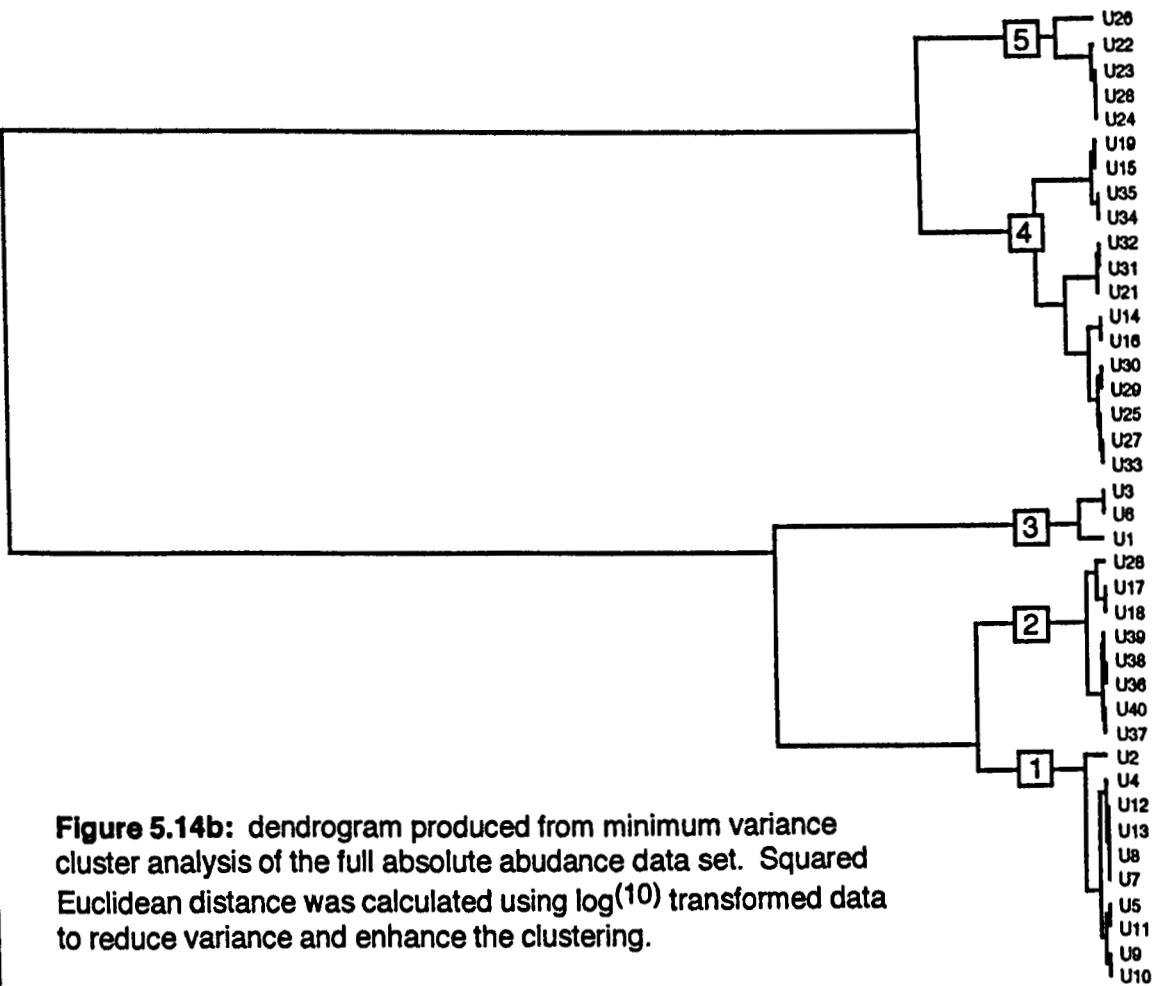 U26
5
U22
U23
U28
U24
U19
U15
U35
U34
4
U32
U31
U21
U14
U16
U30
U29
U25
U27
U33
U3
3
U6
U1
U28
U17
U18
2
U39
U38
U36
U40
U37
U2
1
U4
U12
U13
U8
U7
U5
U11
U9
U10
Figure 5.14b: dendrogram produced from minimum variance
cluster analysis of the full absolute abudance data set. Squared
Euclidean distance was calculated using log(10) transformed data
to reduce variance and enhance the clustering.